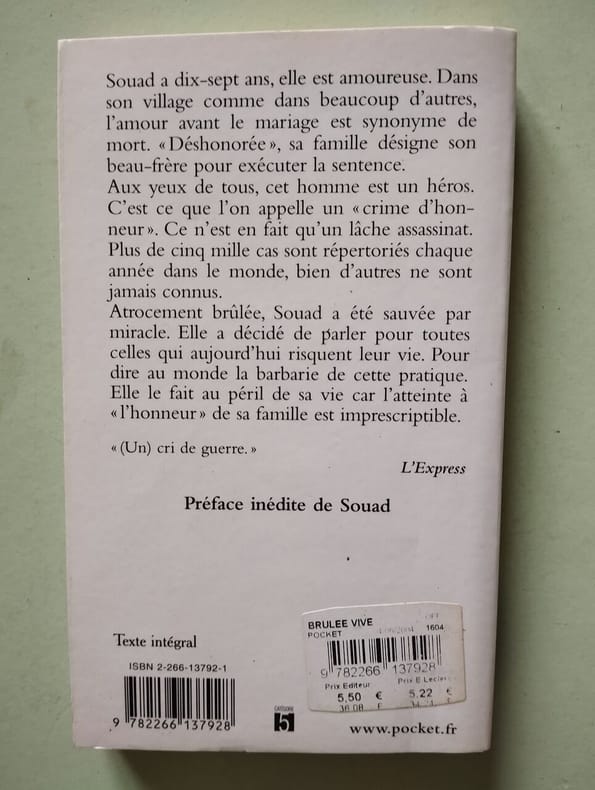 Souad a dix-sept ans, elle est amoureuse. Dans
son village comme dans beaucoup d'autres,
l'amour avant le mariage est synonyme de
mort. « Déshonorée », sa famille désigne son
beau-frère pour exécuter la sentence.
Aux yeux de tous, cet homme est un héros.
C'est ce que l'on appelle un « crime d'hon-
neur ». Ce n'est en fait qu'un lâche assassinat.
Plus de cinq mille cas sont répertoriés chaque
année dans le monde, bien d'autres ne sont
jamais connus.
Atrocement brûlée, Souad a été sauvée par
miracle. Elle a décidé de parler pour toutes
celles qui aujourd'hui risquent leur vie. Pour
dire au monde la barbarie de cette pratique.
Elle le fait au péril de sa vie car l'atteinte à
« l'honneur » de sa famille est imprescriptible.
« (Un) cri de guerre. »
L'Express
Préface inédite de Souad
BRULEE VIVE
POCKET 1604
9 782266 137928
Prix Editeur Prix E.Lecler
5,50 € 5.22 €
36.08 F
Texte intégral
ISBN 2-266-13792-1
9 782266 137928
CATÉGORIE
5
www.pocket.fr